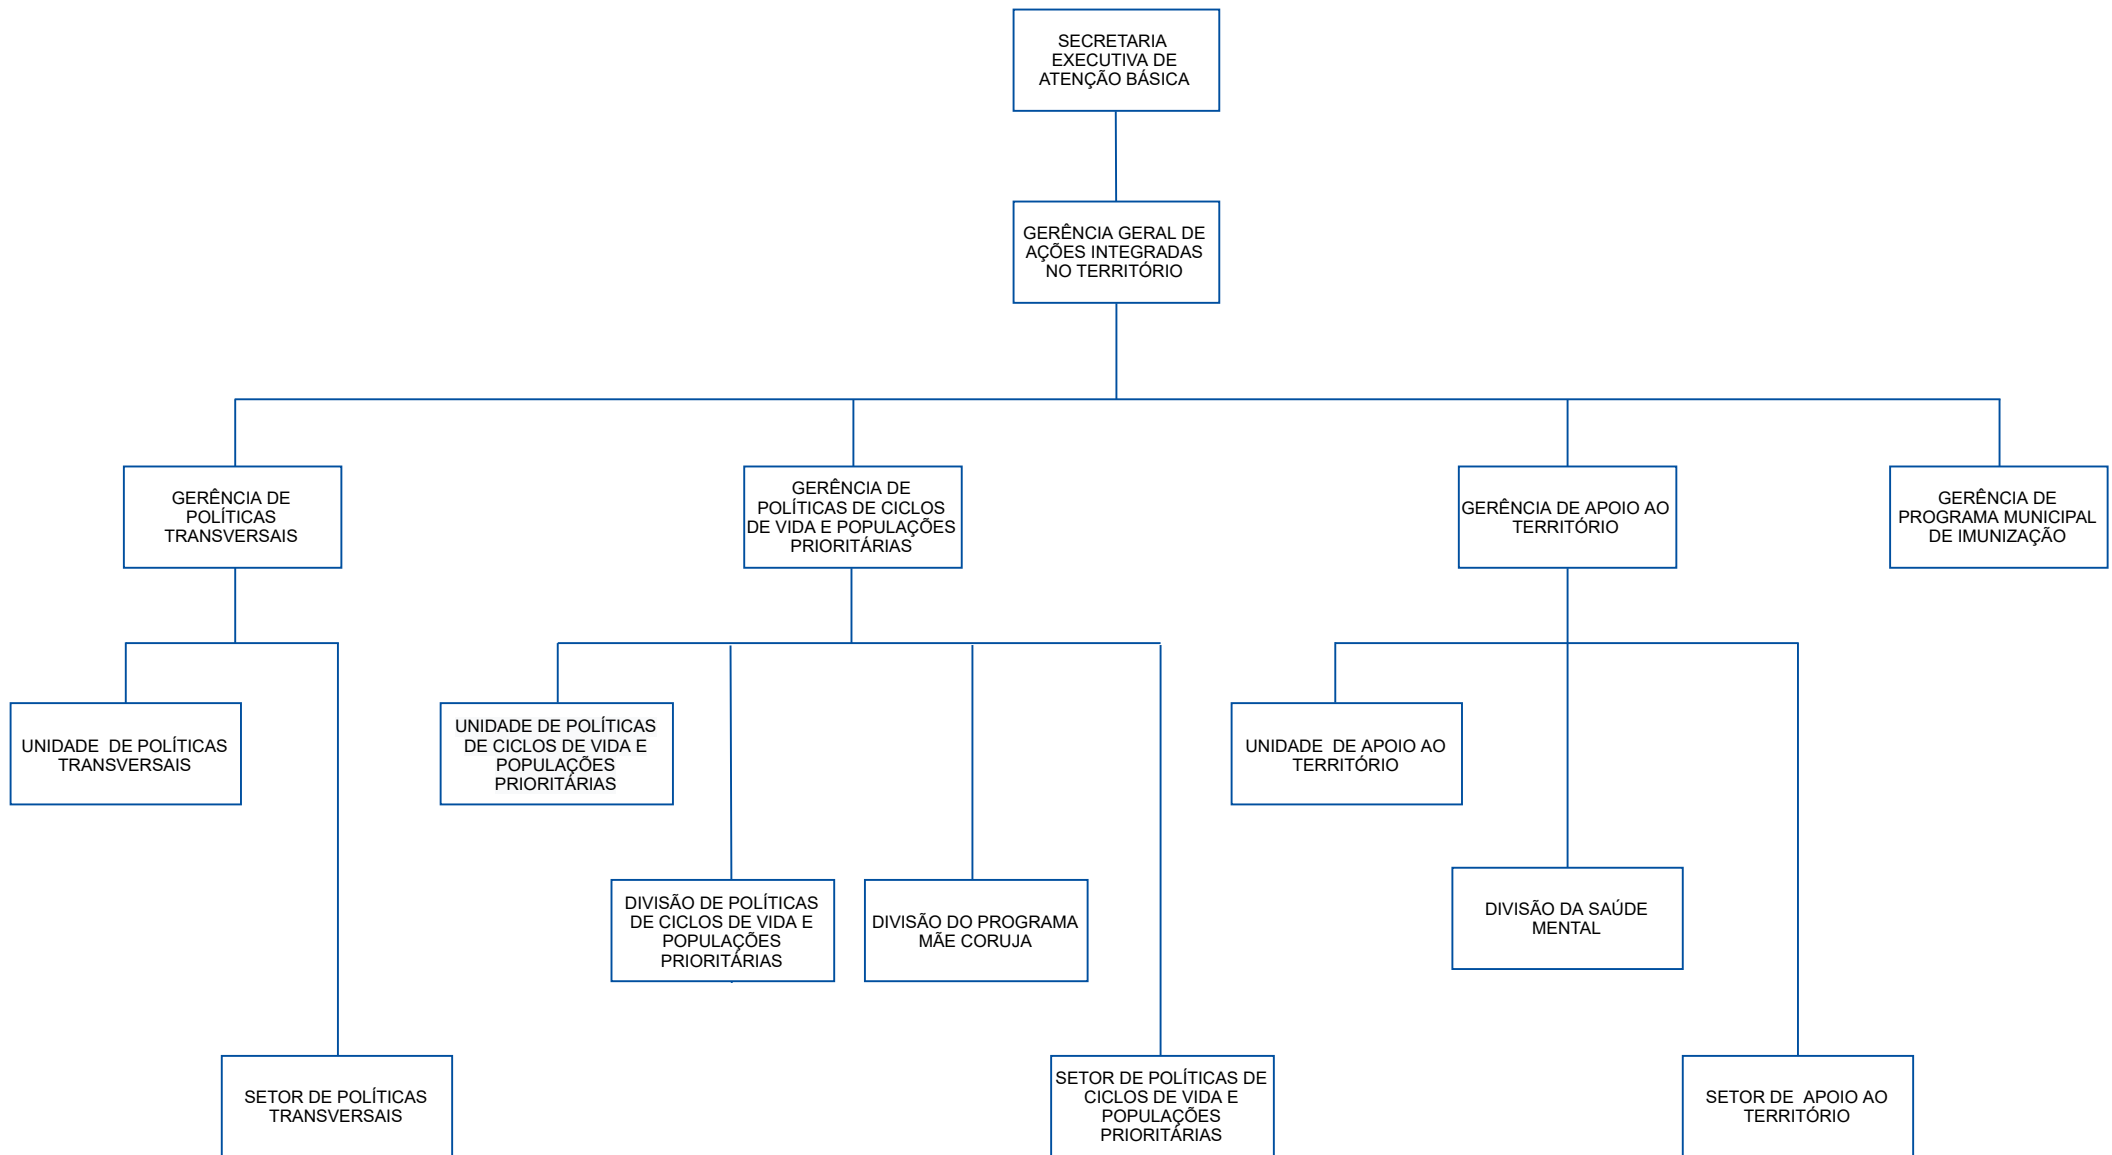 SECRETARIA
EXECUTIVA DE
ATENÇÃO BÁSICA
GERÊNCIA GERAL DE
AÇÕES INTEGRADAS
NO TERRITÓRIO
GERÊNCIA DE
POLÍTICAS
TRANSVERSAIS
GERÊNCIA DE
POLÍTICAS DE CICLOS
DE VIDA E POPULAÇÕES
PRIORITÁRIAS
GERÊNCIA DE APOIO AO
TERRITÓRIO
GERÊNCIA DE
PROGRAMA MUNICIPAL
DE IMUNIZAÇÃO
UNIDADE DE POLÍTICAS
TRANSVERSAIS
UNIDADE DE POLÍTICAS
DE CICLOS DE VIDA E
POPULAÇÕES
PRIORITÁRIAS
UNIDADE DE APOIO AO
TERRITÓRIO
DIVISÃO DE POLÍTICAS
DE CICLOS DE VIDA E
POPULAÇÕES
PRIORITÁRIAS
DIVISÃO DO PROGRAMA
MÃE CORUJA
DIVISÃO DA SAÚDE
MENTAL
SETOR DE POLÍTICAS
TRANSVERSAIS
SETOR DE POLÍTICAS DE
CICLOS DE VIDA E
POPULAÇÕES
PRIORITÁRIAS
SETOR DE APOIO AO
TERRITÓRIO